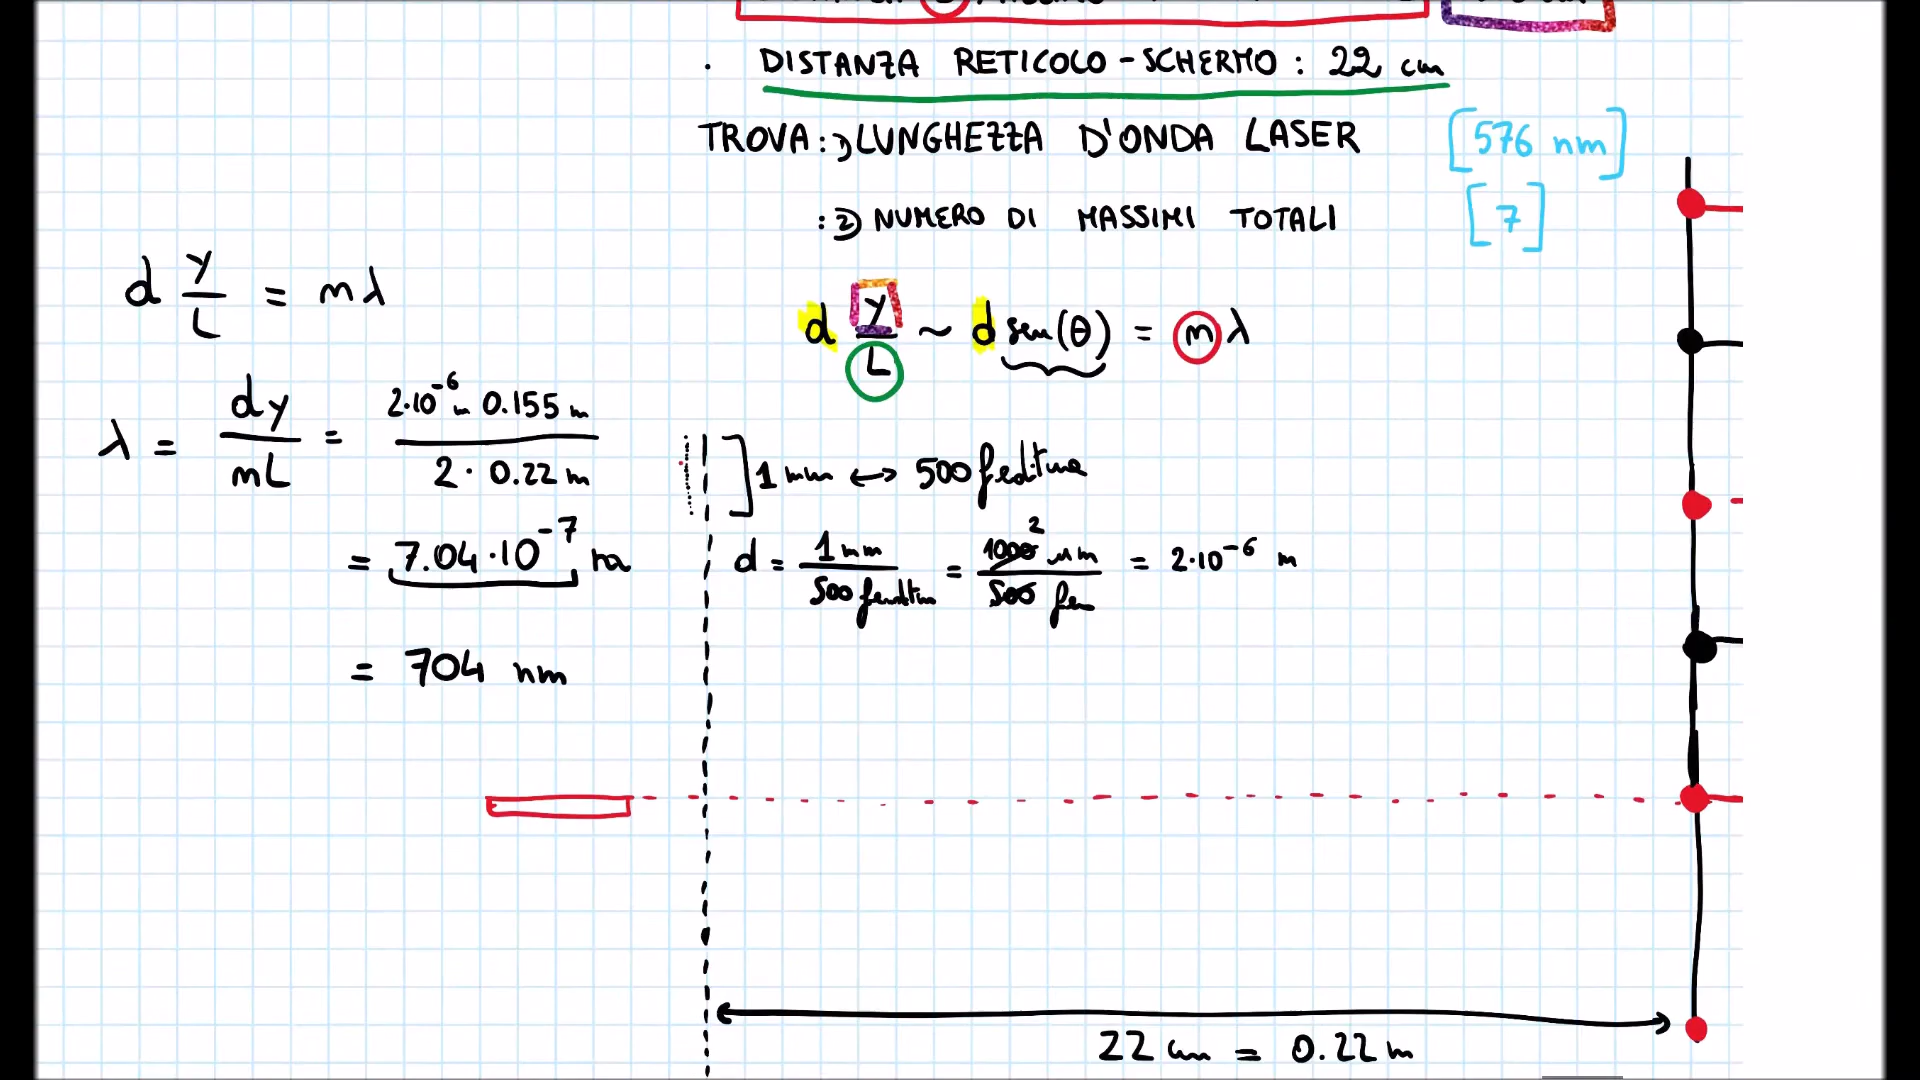 . DISTANZA RETICOLO - SCHERMO : 22 cm
TROVA : 1) LUNGHEZZA D'ONDA LASER [576 nm]
: 2) NUMERO DI MASSIMI TOTALI [7]
d y/L = mλ
d y/L ~ d sen(θ) = mλ
λ = dy/mL = 2·10⁻⁶ m 0.155 m / 2 · 0.22 m
1 mm ↔ 500 fenditure
= 7.04·10⁻⁷ m
d = 1 mm / 500 fenditure = 1000 μm / 500 fen = 2·10⁻⁶ m
2
= 704 nm
22 cm = 0.22 m